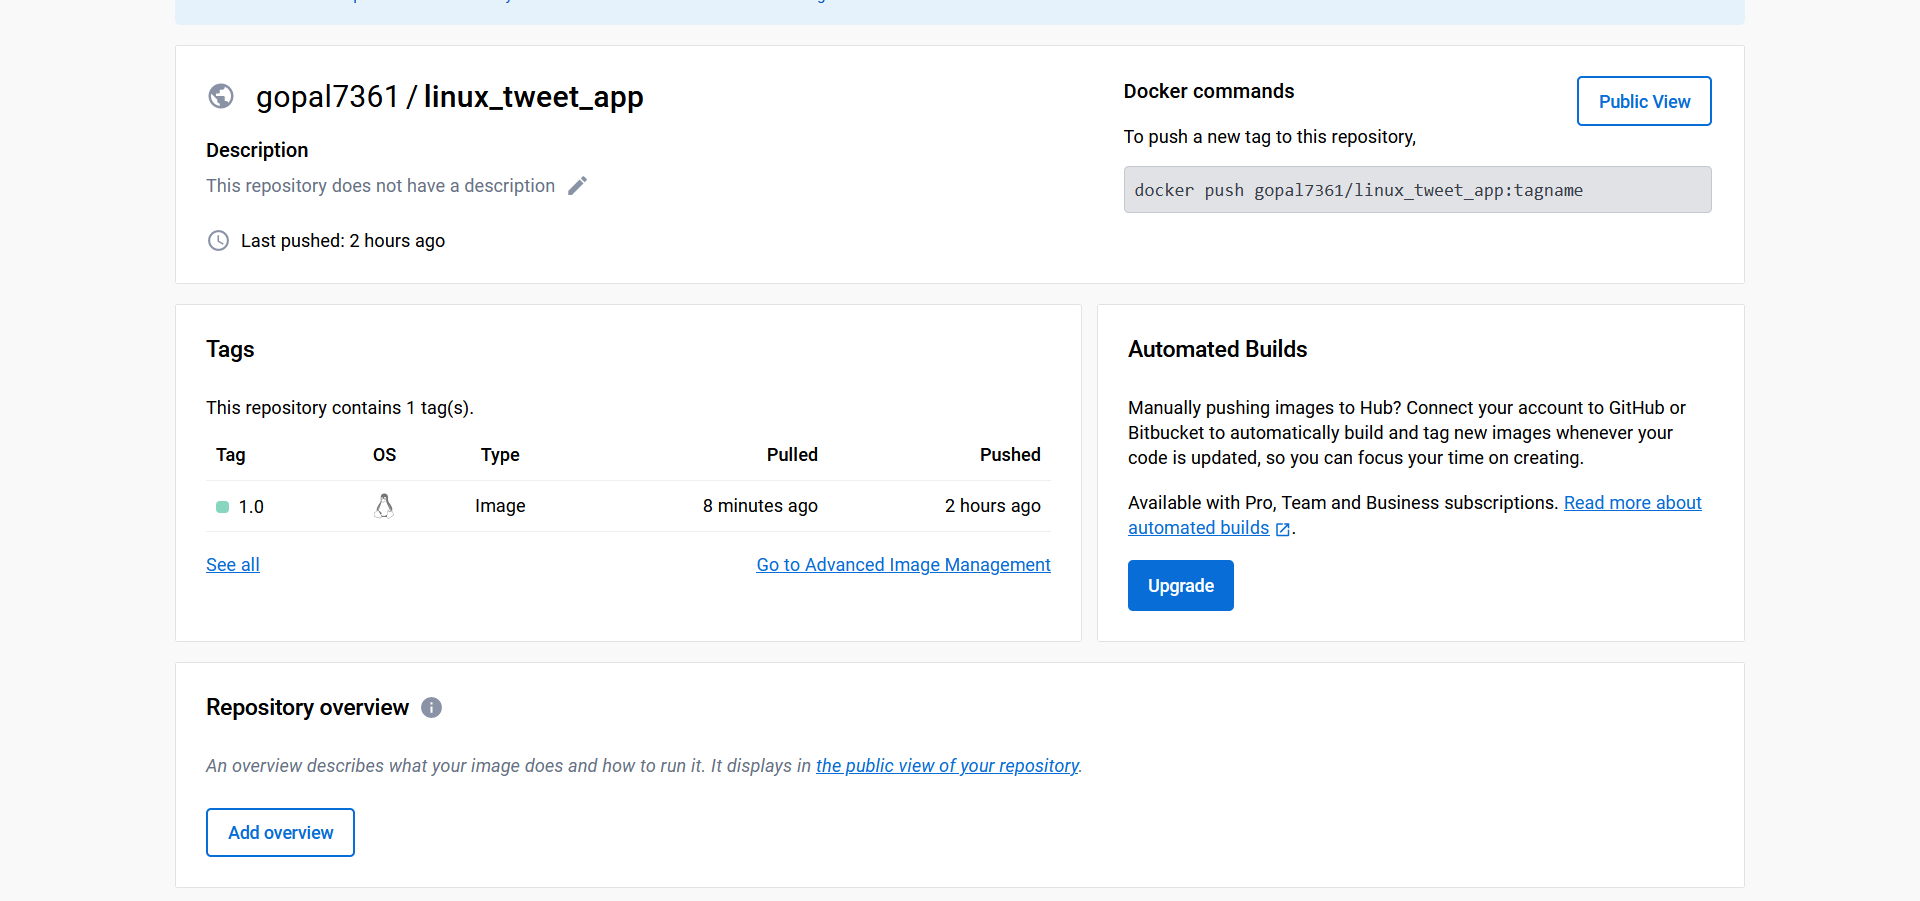 gopal7361 / linux_tweet_app
Description
This repository does not have a description
Last pushed: 2 hours ago
Docker commands
Public View
To push a new tag to this repository,
docker push gopal7361/linux_tweet_app:tagname
Tags
This repository contains 1 tag(s).
Tag OS Type Pulled Pushed
1.0 Image 8 minutes ago 2 hours ago
See all Go to Advanced Image Management
Automated Builds
Manually pushing images to Hub? Connect your account to GitHub or
Bitbucket to automatically build and tag new images whenever your
code is updated, so you can focus your time on creating.
Available with Pro, Team and Business subscriptions. Read more about
automated builds .
Upgrade
Repository overview
An overview describes what your image does and how to run it. It displays in the public view of your repository.
Add overview